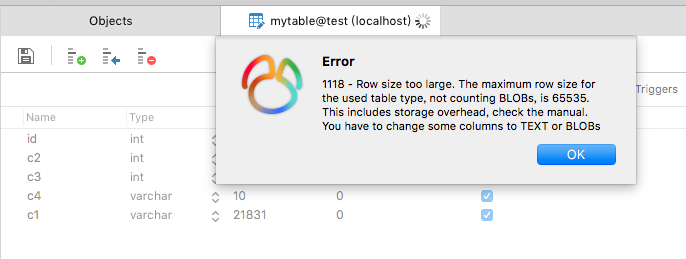 Objects
mytable@test (localhost)
Error
1118 - Row size too large. The maximum row size for
the used table type, not counting BLOBs, is 65535.
This includes storage overhead, check the manual.
You have to change some columns to TEXT or BLOBs
OK
Triggers
Name Type
id int
c2 int
c3 int
c4 varchar 10 0
c1 varchar 21831 0